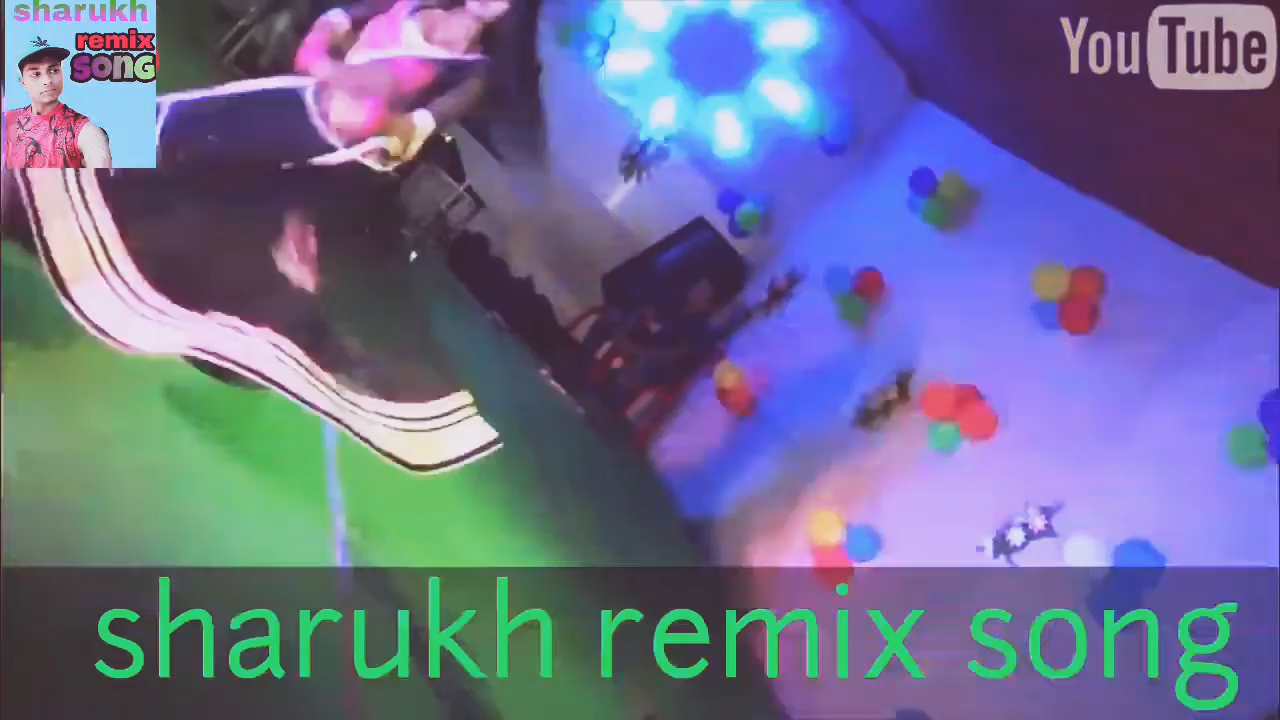 sharukh
remix
song
YouTube
sharukh remix song